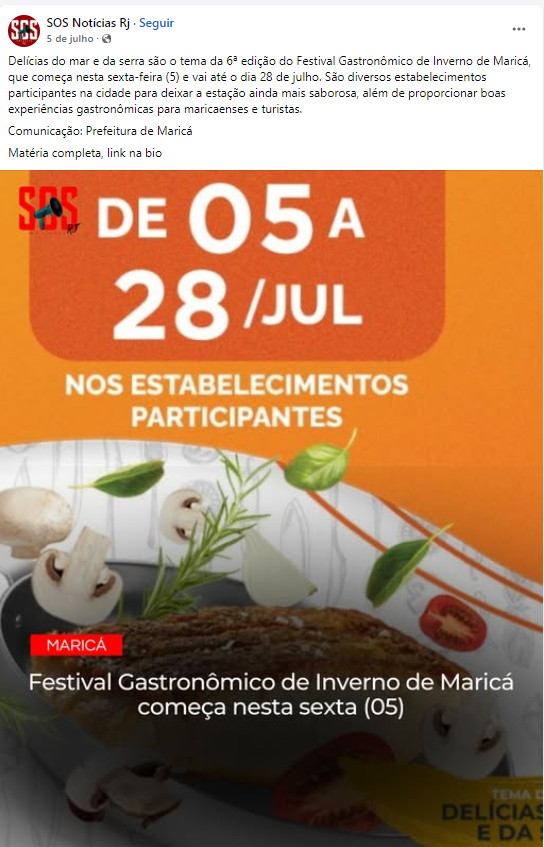 SOS Notícias Rj · Seguir
5 de julho ·
Delícias do mar e da serra são o tema da 6ª edição do Festival Gastronômico de Inverno de Maricá,
que começa nesta sexta-feira (5) e vai até o dia 28 de julho. São diversos estabelecimentos
participantes na cidade para deixar a estação ainda mais saborosa, além de proporcionar boas
experiências gastronômicas para maricaenses e turistas.
Comunicação: Prefeitura de Maricá
Matéria completa, link na bio
SOS
RJ
DE 05 A
28/JUL
NOS ESTABELECIMENTOS
PARTICIPANTES
MARICÁ
Festival Gastronômico de Inverno de Maricá
começa nesta sexta (05)
TEMA D
DELÍCIAS
E DA S